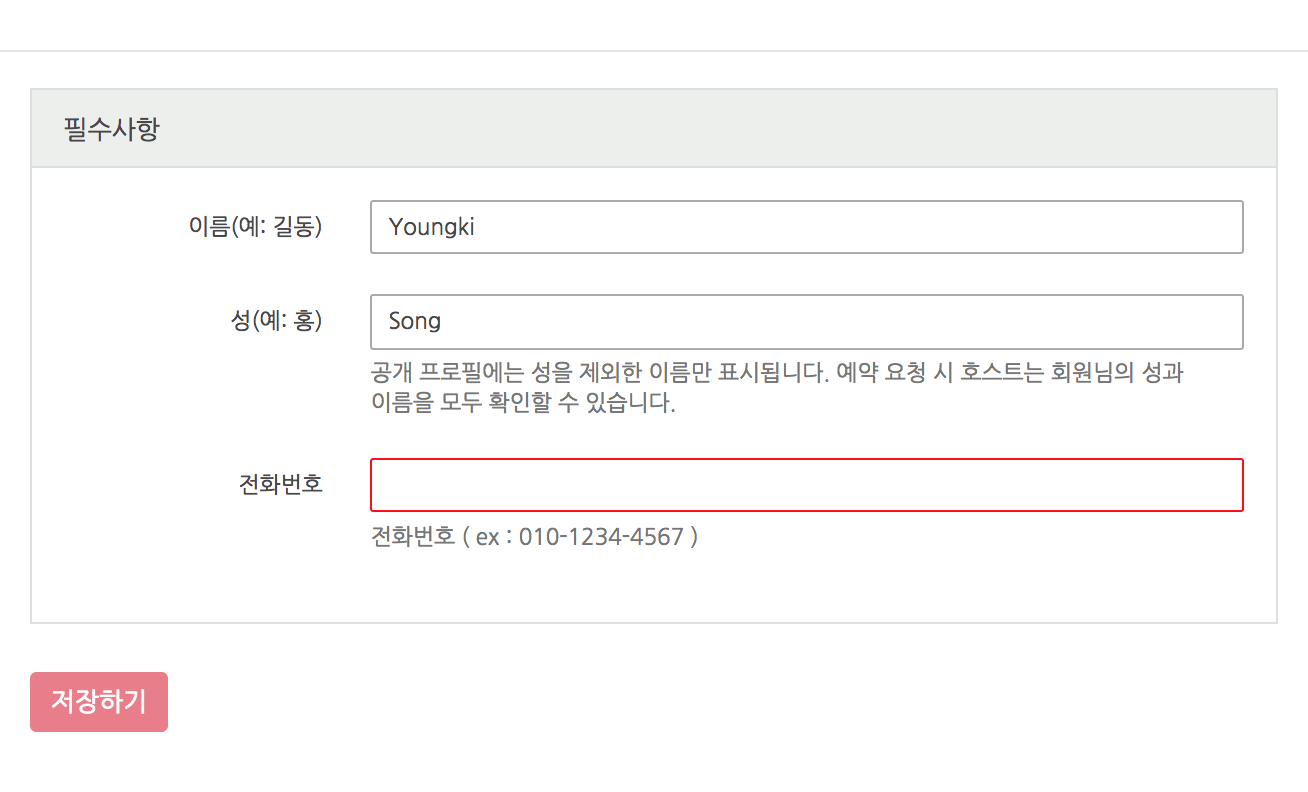 필수사항
이름(예: 길동)
Youngki
성(예: 홍)
Song
공개 프로필에는 성을 제외한 이름만 표시됩니다. 예약 요청 시 호스트는 회원님의 성과
이름을 모두 확인할 수 있습니다.
전화번호
전화번호 ( ex : 010-1234-4567 )
저장하기